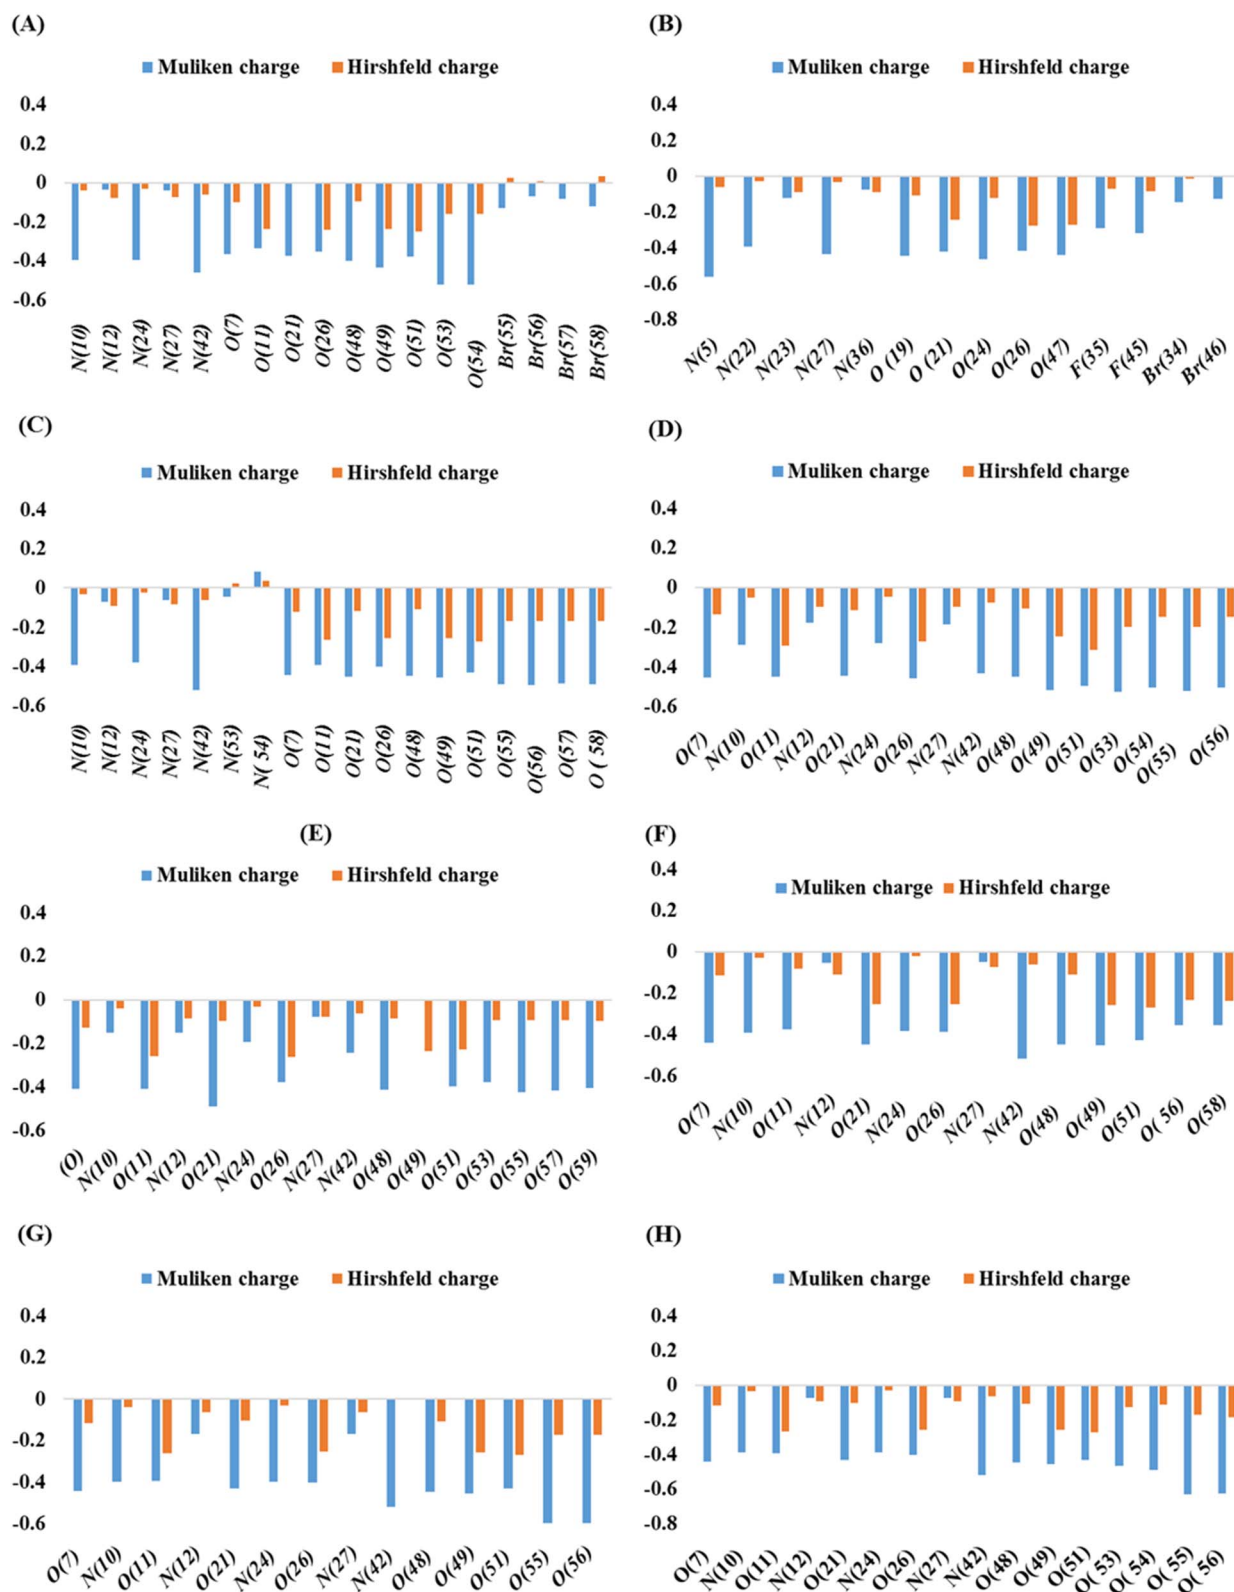 (A)
Muliken charge Hirshfeld charge
0.4
0.2
0
-0.2
-0.4
-0.6
N(10) N(12) N(24) N(27) N(42) O(7) O(11) O(21) O(26) O(48) O(49) O(51) O(53) O(54) Br(55) Br(56) Br(57) Br(58)
(B)
Muliken charge Hirshfeld charge
0.4
0.2
0
-0.2
-0.4
-0.6
-0.8
N(5) N(22) N(23) N(27) N(36) O (19) O (21) O(24) O(26) O(47) F(35) F(45) Br(34) Br(46)
(C)
Muliken charge Hirshfeld charge
0.4
0.2
0
-0.2
-0.4
-0.6
N(10) N(12) N(24) N(27) N(42) N(53) N( 54) O(7) O(11) O(21) O(26) O(48) O(49) O(51) O(55) O(56) O(57) O ( 58)
(D)
Muliken charge Hirshfeld charge
0.4
0.2
0
-0.2
-0.4
-0.6
O(7) N(10) O(11) N(12) O(21) N(24) O(26) N(27) N(42) O(48) O(49) O(51) O(53) O(54) O(55) O(56)
(E)
Muliken charge Hirshfeld charge
0.4
0.2
0
-0.2
-0.4
-0.6
(O) N(10) O(11) N(12) O(21) N(24) O(26) N(27) N(42) O(48) O(49) O(51) O(53) O(55) O(57) O(59)
(F)
Muliken charge Hirshfeld charge
0.4
0.2
0
-0.2
-0.4
-0.6
O(7) N(10) O(11) N(12) O(21) N(24) O(26) N(27) N(42) O(48) O(49) O(51) O( 56) O(58)
(G)
Muliken charge Hirshfeld charge
0.4
0.2
0
-0.2
-0.4
-0.6
O(7) N(10) O(11) N(12) O(21) N(24) O(26) N(27) N(42) O(48) O(49) O(51) O(55) O(56)
(H)
Muliken charge Hirshfeld charge
0.4
0.2
0
-0.2
-0.4
-0.6
-0.8
O(7) N(10) O(11) N(12) O(21) N(24) O(26) N(27) N(42) O(48) O(49) O(51) O( 53) O( 54) O( 55) O( 56)